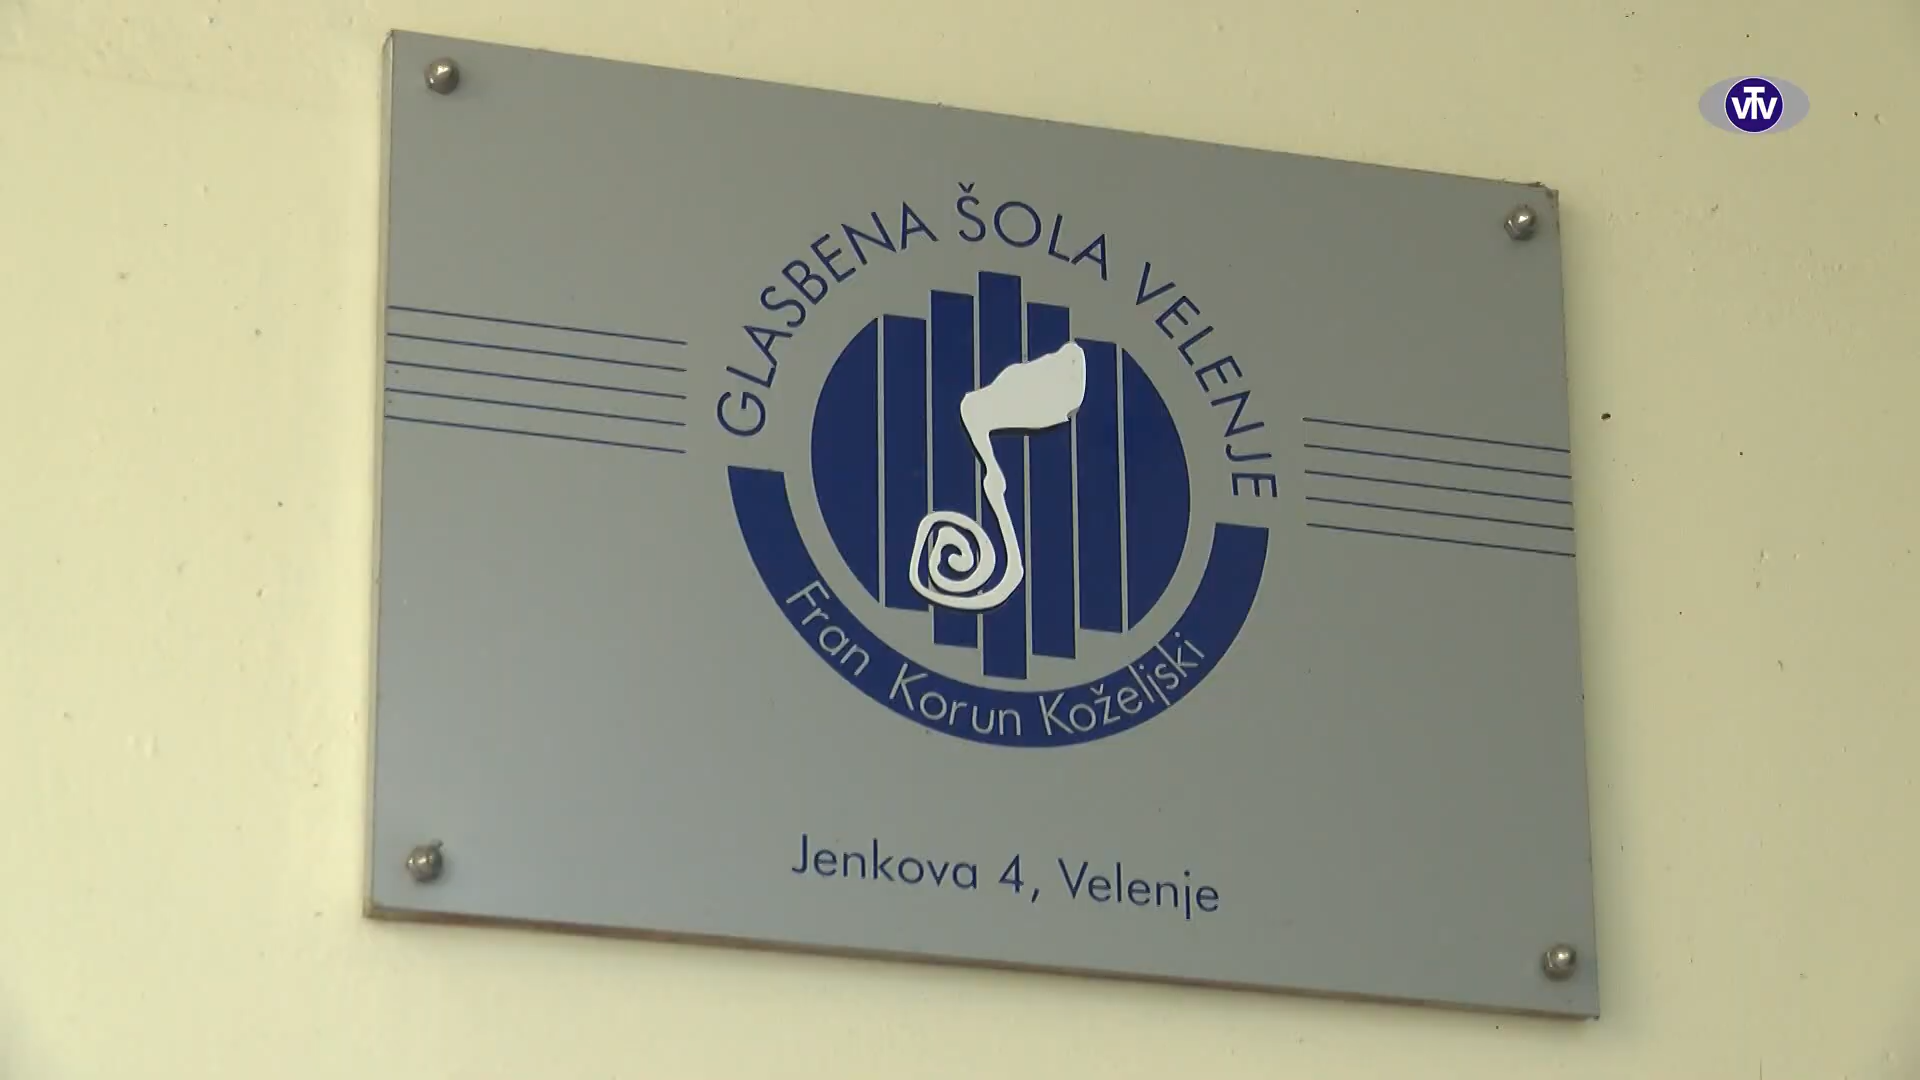 VTV
GLASBENA ŠOLA VELENJE
Fran Korun Koželjski
Jenkova 4, Velenje